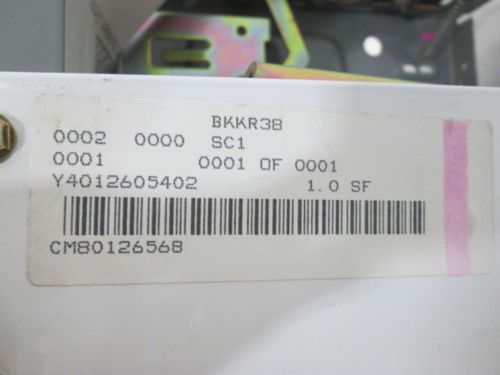 BKKR38
0002 0000 SC1
0001 0001 OF 0001
Y4012605402 1.0 SF
CM80126568